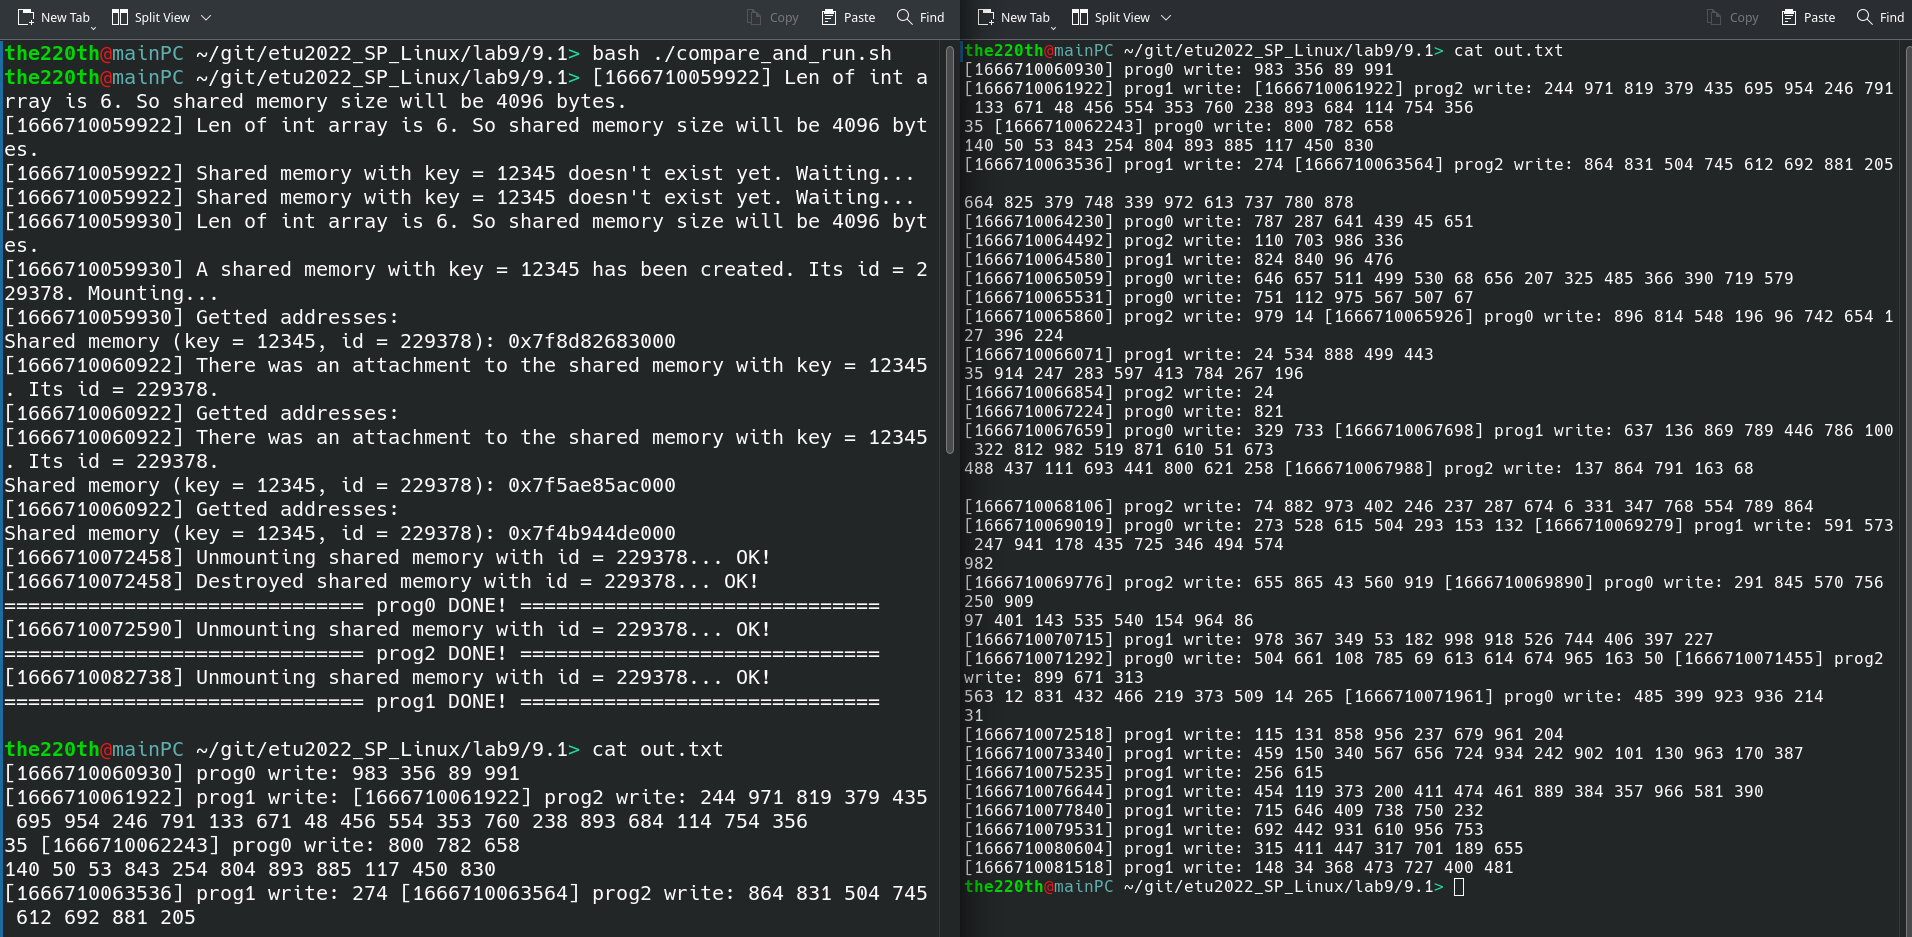 New Tab Split View Copy Paste Find
the220th@mainPC ~/git/etu2022_SP_Linux/lab9/9.1> bash ./compare_and_run.sh
the220th@mainPC ~/git/etu2022_SP_Linux/lab9/9.1> [1666710059922] Len of int a
rray is 6. So shared memory size will be 4096 bytes.
[1666710059922] Len of int array is 6. So shared memory size will be 4096 byt
es.
[1666710059922] Shared memory with key = 12345 doesn't exist yet. Waiting...
[1666710059922] Shared memory with key = 12345 doesn't exist yet. Waiting...
[1666710059930] Len of int array is 6. So shared memory size will be 4096 byt
es.
[1666710059930] A shared memory with key = 12345 has been created. Its id = 2
29378. Mounting...
[1666710059930] Getted addresses:
Shared memory (key = 12345, id = 229378): 0x7f8d82683000
[1666710060922] There was an attachment to the shared memory with key = 12345
. Its id = 229378.
[1666710060922] Getted addresses:
[1666710060922] There was an attachment to the shared memory with key = 12345
. Its id = 229378.
Shared memory (key = 12345, id = 229378): 0x7f5ae85ac000
[1666710060922] Getted addresses:
Shared memory (key = 12345, id = 229378): 0x7f4b944de000
[1666710072458] Unmounting shared memory with id = 229378... OK!
[1666710072458] Destroyed shared memory with id = 229378... OK!
============================== prog0 DONE! ==============================
[1666710072590] Unmounting shared memory with id = 229378... OK!
============================== prog2 DONE! ==============================
[1666710082738] Unmounting shared memory with id = 229378... OK!
============================== prog1 DONE! ==============================
the220th@mainPC ~/git/etu2022_SP_Linux/lab9/9.1> cat out.txt
[1666710060930] prog0 write: 983 356 89 991
[1666710061922] prog1 write: [1666710061922] prog2 write: 244 971 819 379 435
695 954 246 791 133 671 48 456 554 353 760 238 893 684 114 754 356
35 [1666710062243] prog0 write: 800 782 658
140 50 53 843 254 804 893 885 117 450 830
[1666710063536] prog1 write: 274 [1666710063564] prog2 write: 864 831 504 745
612 692 881 205
New Tab Split View Copy Paste Find
the220th@mainPC ~/git/etu2022_SP_Linux/lab9/9.1> cat out.txt
[1666710060930] prog0 write: 983 356 89 991
[1666710061922] prog1 write: [1666710061922] prog2 write: 244 971 819 379 435 695 954 246 791
133 671 48 456 554 353 760 238 893 684 114 754 356
35 [1666710062243] prog0 write: 800 782 658
140 50 53 843 254 804 893 885 117 450 830
[1666710063536] prog1 write: 274 [1666710063564] prog2 write: 864 831 504 745 612 692 881 205
664 825 379 748 339 972 613 737 780 878
[1666710064230] prog0 write: 787 287 641 439 45 651
[1666710064492] prog2 write: 110 703 986 336
[1666710064580] prog1 write: 824 840 96 476
[1666710065059] prog0 write: 646 657 511 499 530 68 656 207 325 485 366 390 719 579
[1666710065531] prog0 write: 751 112 975 567 507 67
[1666710065860] prog2 write: 979 14 [1666710065926] prog0 write: 896 814 548 196 96 742 654 1
27 396 224
[1666710066071] prog1 write: 24 534 888 499 443
35 914 247 283 597 413 784 267 196
[1666710066854] prog2 write: 24
[1666710067224] prog0 write: 821
[1666710067659] prog0 write: 329 733 [1666710067698] prog1 write: 637 136 869 789 446 786 100
322 812 982 519 871 610 51 673
488 437 111 693 441 800 621 258 [1666710067988] prog2 write: 137 864 791 163 68
[1666710068106] prog2 write: 74 882 973 402 246 237 287 674 6 331 347 768 554 789 864
[1666710069019] prog0 write: 273 528 615 504 293 153 132 [1666710069279] prog1 write: 591 573
247 941 178 435 725 346 494 574
982
[1666710069776] prog2 write: 655 865 43 560 919 [1666710069890] prog0 write: 291 845 570 756
250 909
97 401 143 535 540 154 964 86
[1666710070715] prog1 write: 978 367 349 53 182 998 918 526 744 406 397 227
[1666710071292] prog0 write: 504 661 108 785 69 613 614 674 965 163 50 [1666710071455] prog2
write: 899 671 313
563 12 831 432 466 219 373 509 14 265 [1666710071961] prog0 write: 485 399 923 936 214
31
[1666710072518] prog1 write: 115 131 858 956 237 679 961 204
[1666710073340] prog1 write: 459 150 340 567 656 724 934 242 902 101 130 963 170 387
[1666710075235] prog1 write: 256 615
[1666710076644] prog1 write: 454 119 373 200 411 474 461 889 384 357 966 581 390
[1666710077840] prog1 write: 715 646 409 738 750 232
[1666710079531] prog1 write: 692 442 931 610 956 753
[1666710080604] prog1 write: 315 411 447 317 701 189 655
[1666710081518] prog1 write: 148 34 368 473 727 400 481
the220th@mainPC ~/git/etu2022_SP_Linux/lab9/9.1>